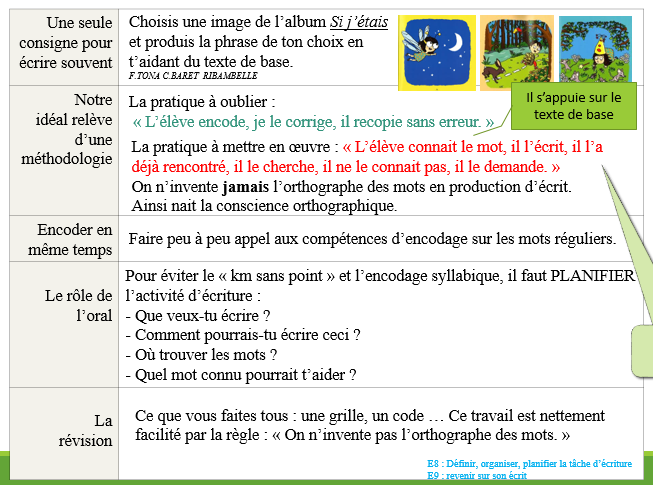 Une seule
consigne pour
écrire souvent
Choisis une image de l'album Si j'étais
et produis la phrase de ton choix en
t'aidant du texte de base.
F.TONA C.BARET RIBAMBELLE
Notre
idéal relève
d'une
méthodologie
La pratique à oublier :
« L'élève encode, je le corrige, il recopie sans erreur. »
Il s'appuie sur le
texte de base
La pratique à mettre en œuvre : « L'élève connait le mot, il l'écrit, il l'a
déjà rencontré, il le cherche, il ne le connait pas, il le demande. »
On n'invente jamais l'orthographe des mots en production d'écrit.
Ainsi nait la conscience orthographique.
Encoder en
même temps
Faire peu à peu appel aux compétences d'encodage sur les mots réguliers.
Le rôle de
l'oral
Pour éviter le « km sans point » et l'encodage syllabique, il faut PLANIFIER
l'activité d'écriture :
- Que veux-tu écrire ?
- Comment pourrais-tu écrire ceci ?
- Où trouver les mots ?
- Quel mot connu pourrait t'aider ?
La
révision
Ce que vous faites tous : une grille, un code … Ce travail est nettement
facilité par la règle : « On n'invente pas l'orthographe des mots. »
E8 : Définir, organiser, planifier la tâche d'écriture
E9 : revenir sur son écrit